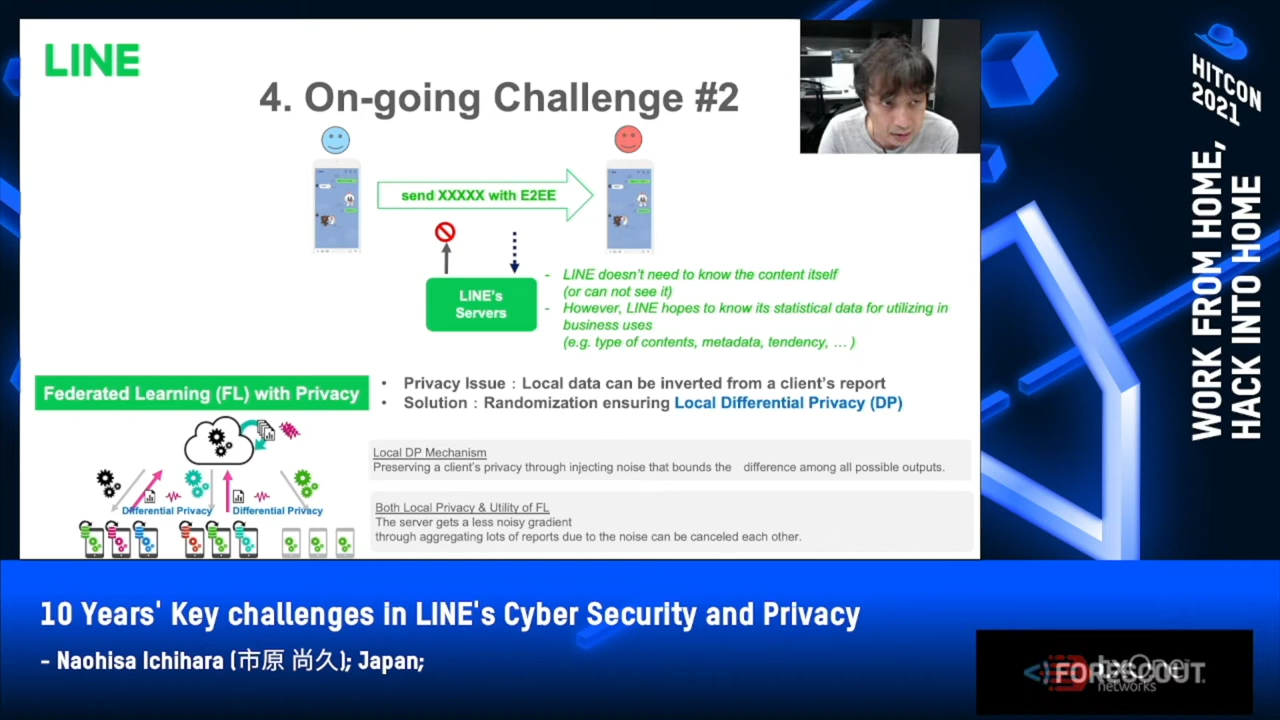 LINE
4. On-going Challenge #2
send XXXXX with E2EE
LINE's
Servers
- LINE doesn't need to know the content itself
(or can not see it)
- However, LINE hopes to know its statistical data for utilizing in
business uses
(e.g. type of contents, metadata, tendency, … )
Federated Learning (FL) with Privacy
• Privacy Issue : Local data can be inverted from a client's report
• Solution : Randomization ensuring Local Differential Privacy (DP)
Local DP Mechanism
Preserving a client's privacy through injecting noise that bounds the difference among all possible outputs.
Differential Privacy
Differential Privacy
Both Local Privacy & Utility of FL
The server gets a less noisy gradient
through aggregating lots of reports due to the noise can be canceled each other.
HITCON
2021
WORK FROM HOME,
HACK INTO HOME
10 Years' Key challenges in LINE's Cyber Security and Privacy
- Naohisa Ichihara (市原 尚久); Japan;
FORESCOUT.
networks